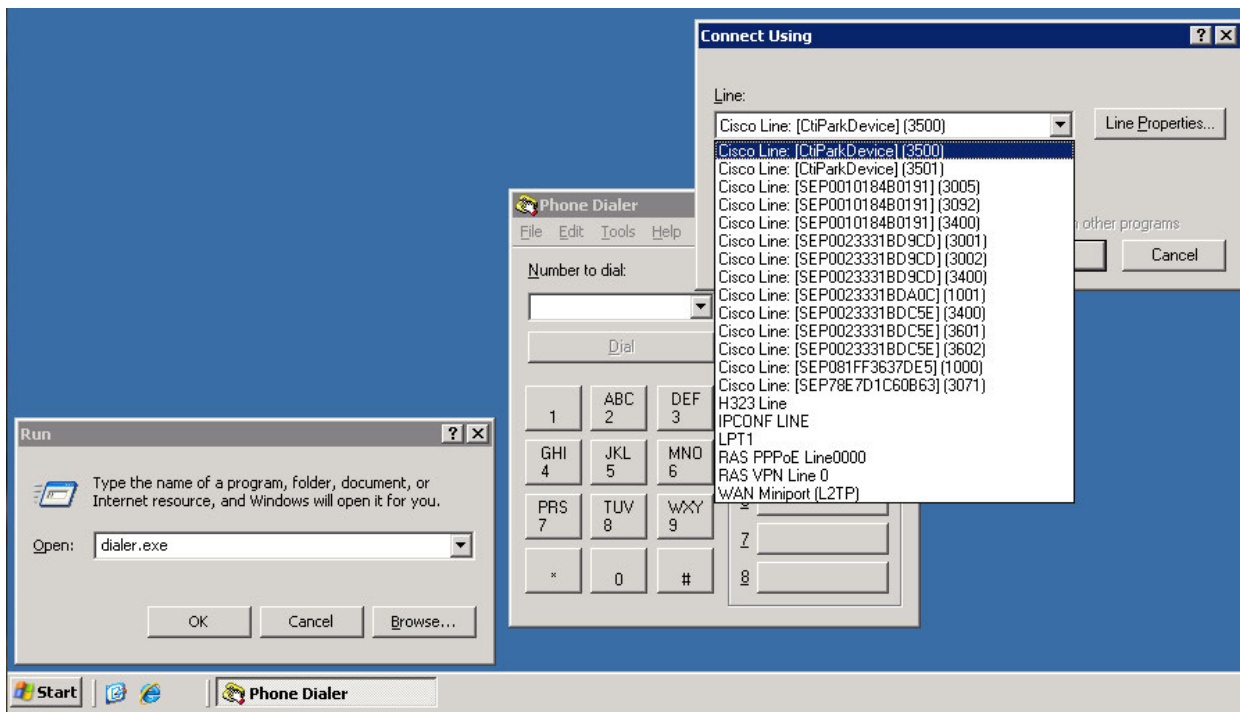 Connect Using
Line:
Cisco Line: [CtiParkDevice] (3500)
Line Properties...
Cisco Line: [CtiParkDevice] (3500)
Cisco Line: [CtiParkDevice] (3501)
Cisco Line: [SEP0010184B0191] (3005)
Cisco Line: [SEP0010184B0191] (3092)
Cisco Line: [SEP0010184B0191] (3400)
Cisco Line: [SEP0023331BD9CD] (3001)
Cisco Line: [SEP0023331BD9CD] (3002)
Cisco Line: [SEP0023331BD9CD] (3400)
Cisco Line: [SEP0023331BDA0C] (1001)
Cisco Line: [SEP0023331BDC5E] (3400)
Cisco Line: [SEP0023331BDC5E] (3601)
Cisco Line: [SEP0023331BDC5E] (3602)
Cisco Line: [SEP081FF3637DE5] (1000)
Cisco Line: [SEP78E7D1C60B63] (3071)
H323 Line
IPCONF LINE
LPT1
RAS PPPoE Line0000
RAS VPN Line 0
WAN Miniport (L2TP)
other programs
Cancel
Phone Dialer
File Edit Tools Help
Number to dial:
Dial
1
ABC 2
DEF 3
GHI 4
JKL 5
MNO 6
PRS 7
TUV 8
WXY 9
*
0
#
7
8
Run
Type the name of a program, folder, document, or
Internet resource, and Windows will open it for you.
Open:
dialer.exe
OK
Cancel
Browse...
Start
Phone Dialer